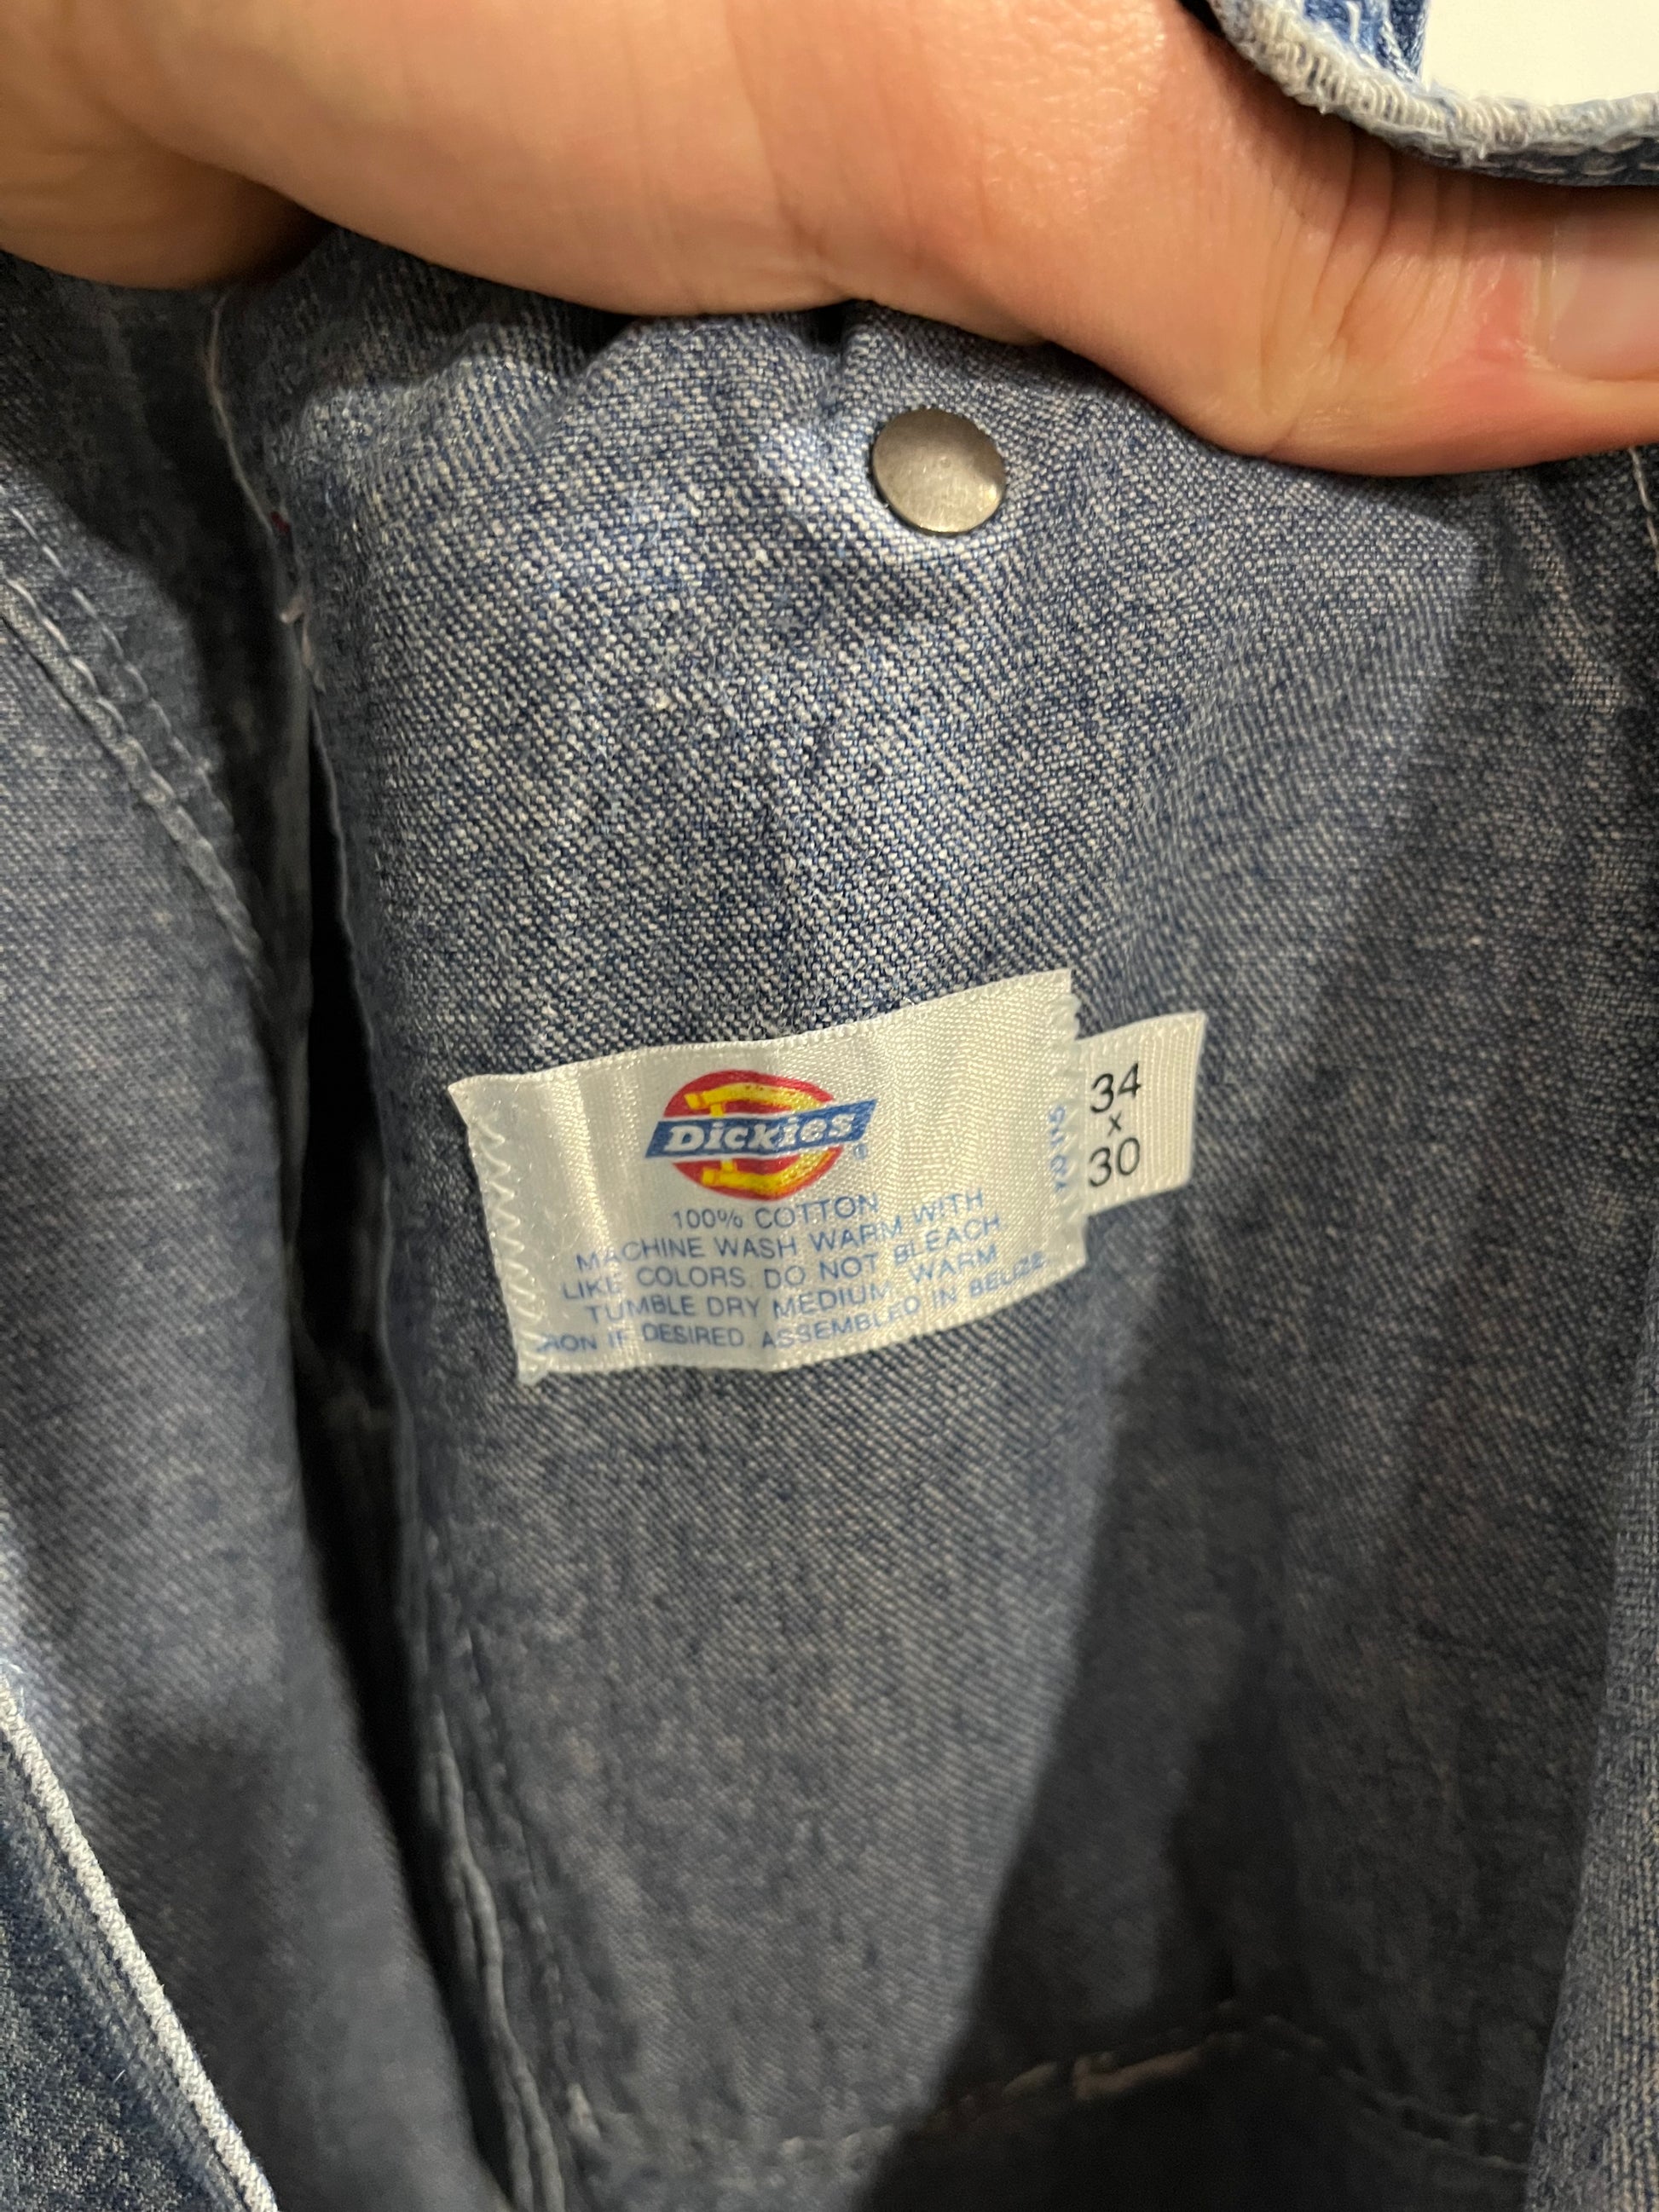 Dickies®
100% COTTON
MACHINE WASH WARM WITH
LIKE COLORS. DO NOT BLEACH
TUMBLE DRY MEDIUM. WARM
IRON IF DESIRED. ASSEMBLED IN BELIZE
34
x
30